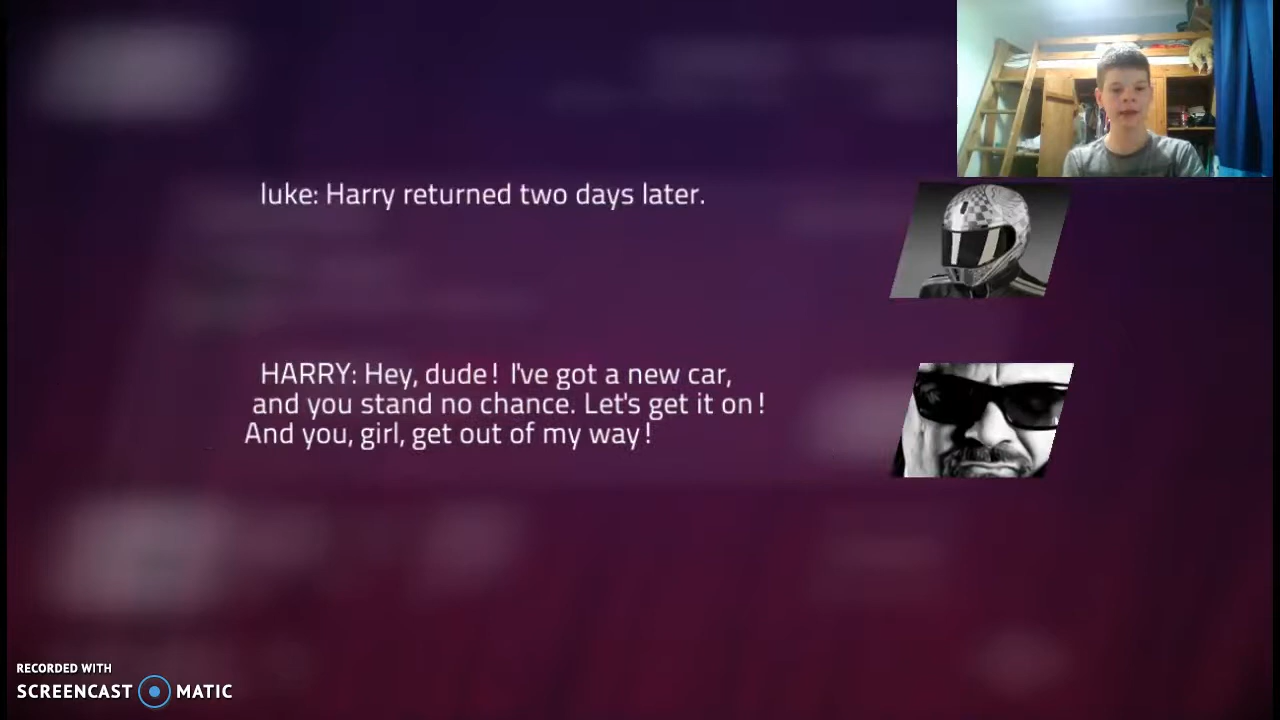 luke: Harry returned two days later.
HARRY: Hey, dude! I've got a new car,
and you stand no chance. Let's get it on!
And you, girl, get out of my way!
RECORDED WITH
SCREENCAST MATIC